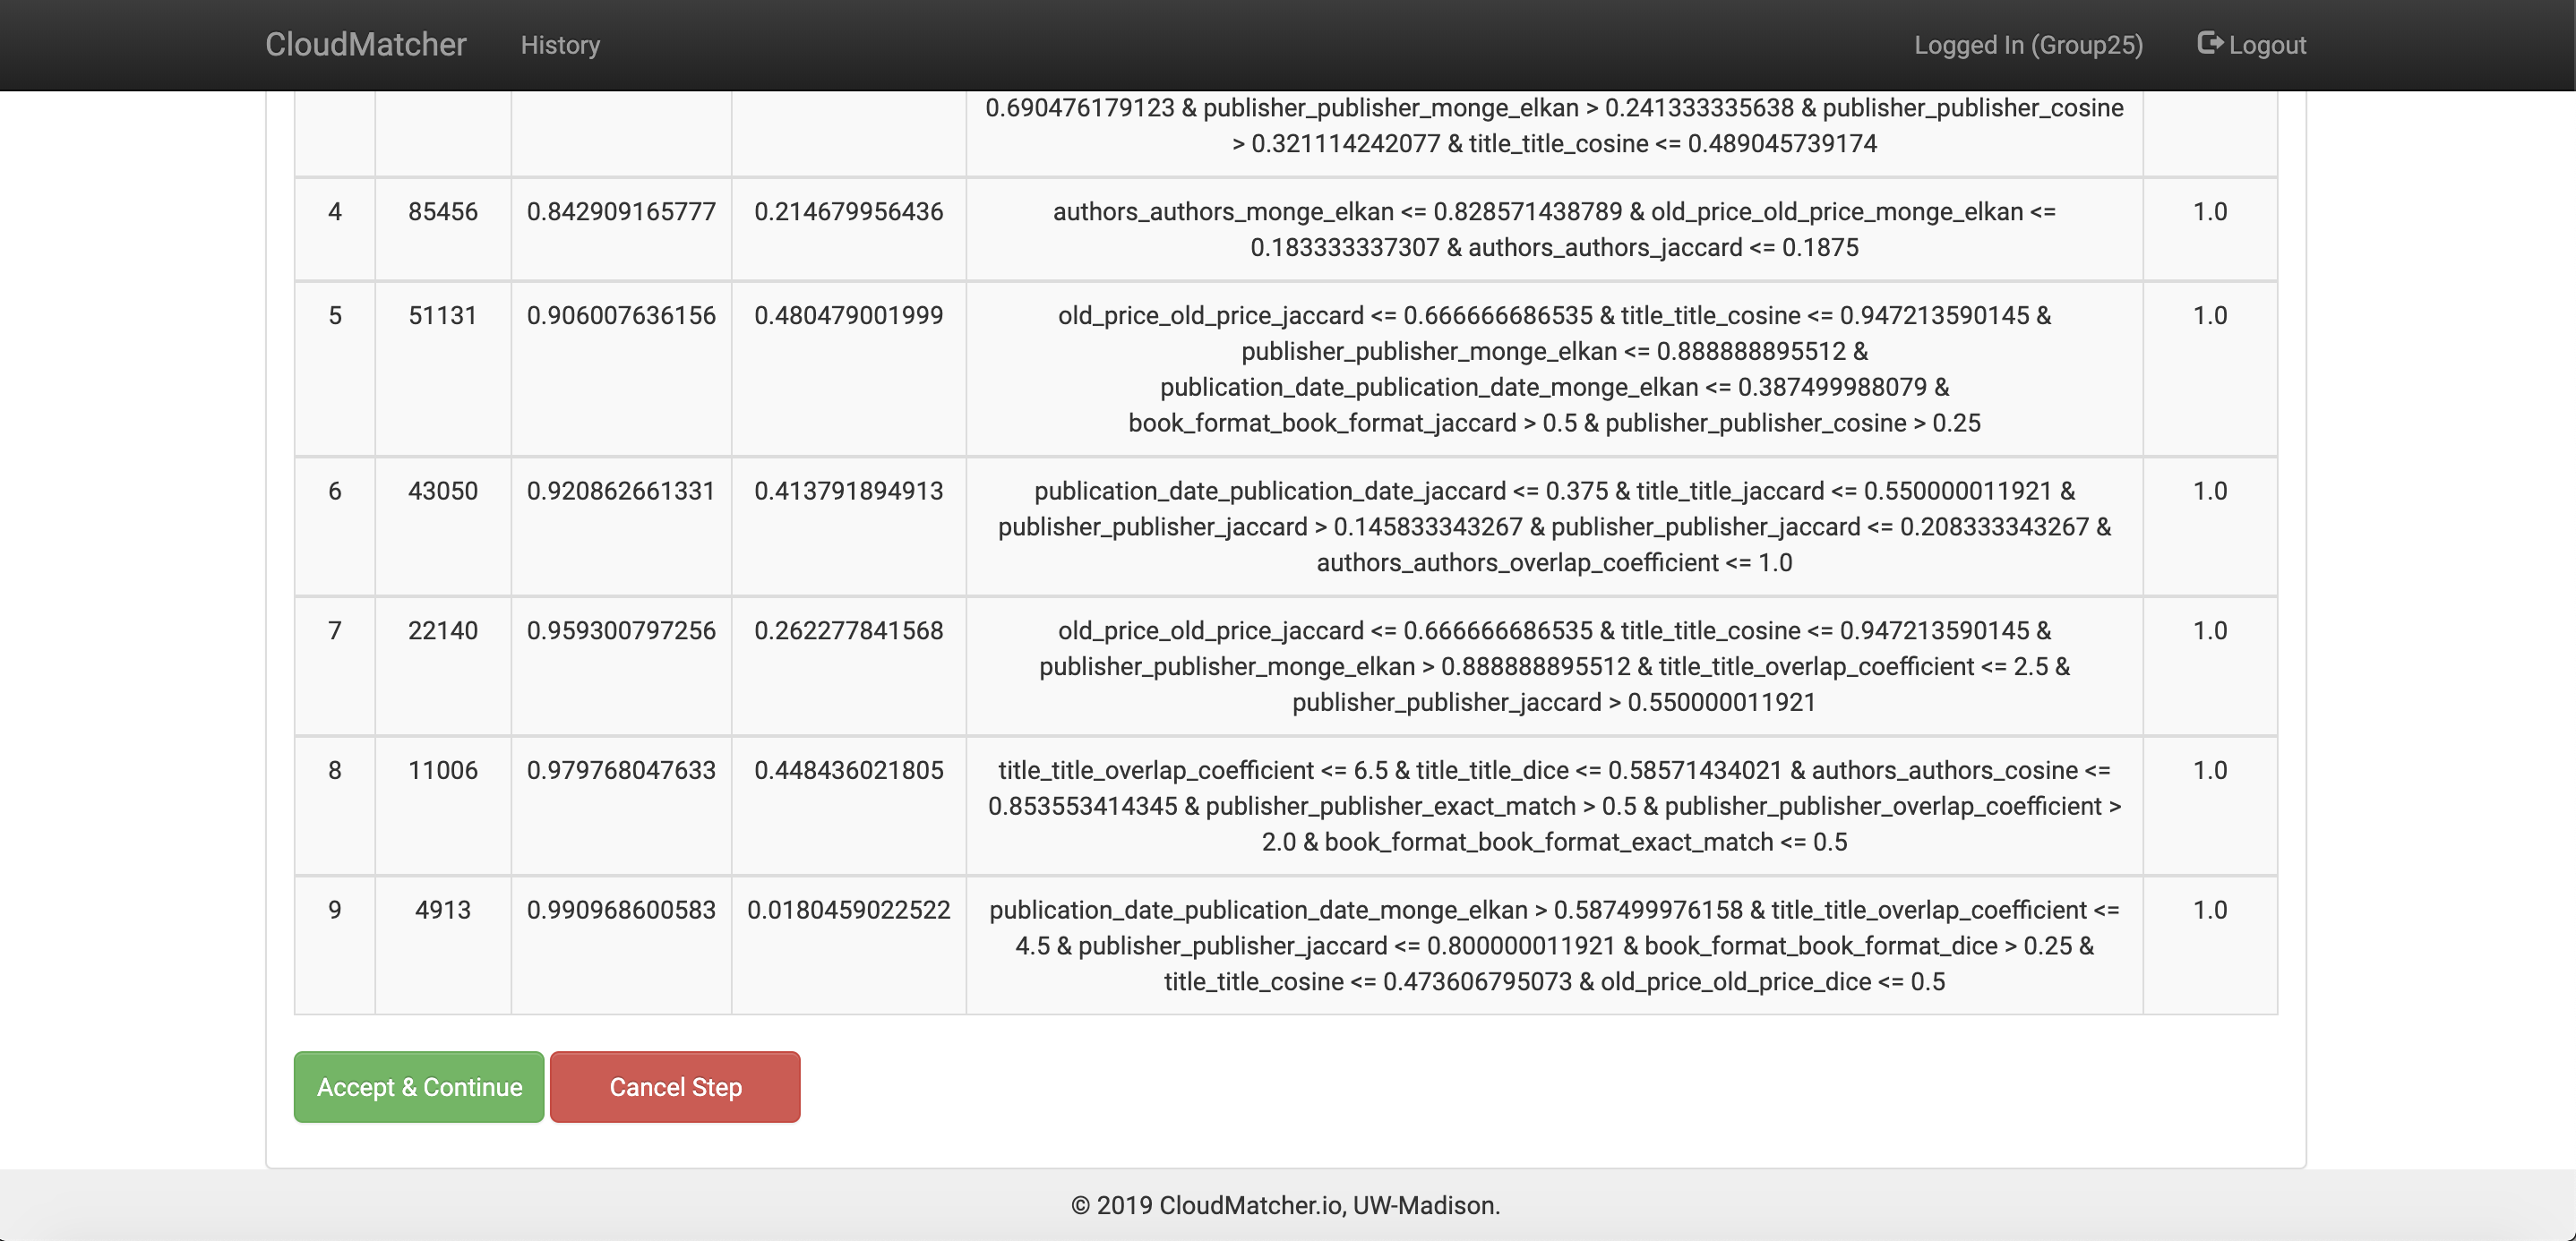 CloudMatcher History Logged In (Group25) Logout
0.690476179123 & publisher_publisher_monge_elkan > 0.241333335638 & publisher_publisher_cosine
> 0.321114242077 & title_title_cosine <= 0.489045739174
4 85456 0.842909165777 0.214679956436 authors_authors_monge_elkan <= 0.828571438789 & old_price_old_price_monge_elkan <= 1.0
0.183333337307 & authors_authors_jaccard <= 0.1875
5 51131 0.906007636156 0.480479001999 old_price_old_price_jaccard <= 0.666666686535 & title_title_cosine <= 0.947213590145 & 1.0
publisher_publisher_monge_elkan <= 0.888888895512 &
publication_date_publication_date_monge_elkan <= 0.387499988079 &
book_format_book_format_jaccard > 0.5 & publisher_publisher_cosine > 0.25
6 43050 0.920862661331 0.413791894913 publication_date_publication_date_jaccard <= 0.375 & title_title_jaccard <= 0.550000011921 & 1.0
publisher_publisher_jaccard > 0.145833343267 & publisher_publisher_jaccard <= 0.208333343267 &
authors_authors_overlap_coefficient <= 1.0
7 22140 0.959300797256 0.262277841568 old_price_old_price_jaccard <= 0.666666686535 & title_title_cosine <= 0.947213590145 & 1.0
publisher_publisher_monge_elkan > 0.888888895512 & title_title_overlap_coefficient <= 2.5 &
publisher_publisher_jaccard > 0.550000011921
8 11006 0.979768047633 0.448436021805 title_title_overlap_coefficient <= 6.5 & title_title_dice <= 0.58571434021 & authors_authors_cosine <= 1.0
0.853553414345 & publisher_publisher_exact_match > 0.5 & publisher_publisher_overlap_coefficient >
2.0 & book_format_book_format_exact_match <= 0.5
9 4913 0.990968600583 0.0180459022522 publication_date_publication_date_monge_elkan > 0.587499976158 & title_title_overlap_coefficient <= 1.0
4.5 & publisher_publisher_jaccard <= 0.800000011921 & book_format_book_format_dice > 0.25 &
title_title_cosine <= 0.473606795073 & old_price_old_price_dice <= 0.5
Accept & Continue Cancel Step
© 2019 CloudMatcher.io, UW-Madison.